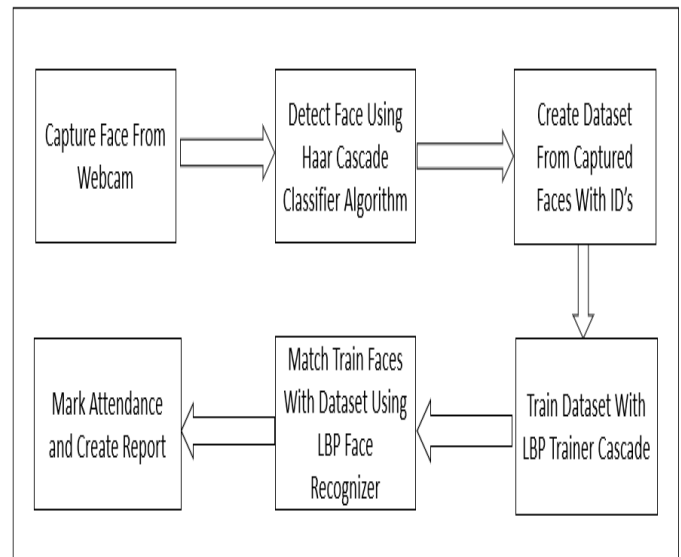 Capture Face From
Webcam
Detect Face Using
Haar Cascade
Classifier Algorithm
Create Dataset
From Captured
Faces With ID's
Train Dataset With
LBP Trainer Cascade
Match Train Faces
With Dataset Using
LBP Face
Recognizer
Mark Attendance
and Create Report